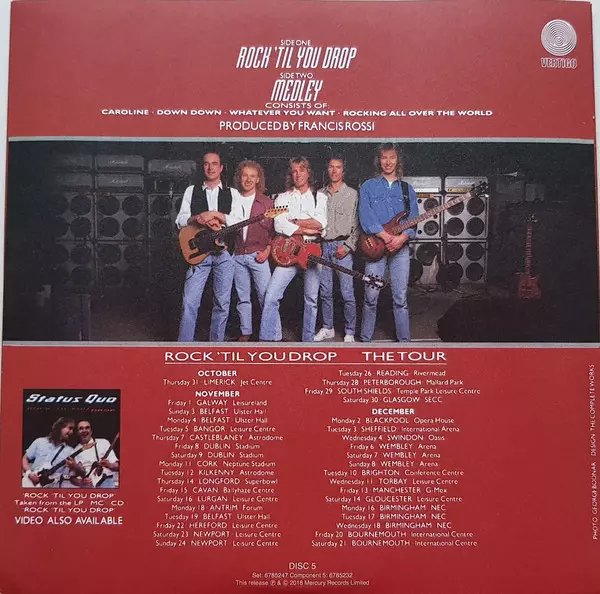 SIDE ONE
ROCK 'TIL YOU DROP
SIDE TWO
MEDLEY
CONSISTS OF:
CAROLINE · DOWN DOWN · WHATEVER YOU WANT · ROCKING ALL OVER THE WORLD
PRODUCED BY FRANCIS ROSSI
VERTIGO
ROCK 'TIL YOU DROP THE TOUR
OCTOBER
Thursday 31 · LIMERICK Jet Centre
NOVEMBER
Friday 1 · GALWAY · Leisureland
Sunday 3 · BELFAST · Ulster Hall
Monday 4 · BELFAST · Ulster Hall
Tuesday 5 · BANGOR · Leisure Centre
Thursday 7 · CASTLEBLANEY · Astrodome
Friday 8 · DUBLIN · Stadium
Saturday 9 · DUBLIN · Stadium
Monday 11 · CORK · Neptune Stadium
Tuesday 12 · KILKENNY · Astrodome
Thursday 14 · LONGFORD · Superbowl
Friday 15 · CAVAN · Ballyhaize Centre
Saturday 16 · LURGAN · Leisure Centre
Monday 18 · ANTRIM · Forum
Tuesday 19 · BELFAST · Ulster Hall
Friday 22 · HEREFORD · Leisure Centre
Saturday 23 · NEWPORT · Leisure Centre
Sunday 24 · NEWPORT · Leisure Centre
Tuesday 26 · READING · Rivermead
Thursday 28 · PETERBOROUGH · Mallard Park
Friday 29 · SOUTH SHIELDS · Temple Park Leisure Centre
Saturday 30 · GLASGOW · SECC
DECEMBER
Monday 2 · BLACKPOOL · Opera House
Tuesday 3 · SHEFFIELD · International Arena
Wednesday 4 · SWINDON · Oasis
Friday 6 · WEMBLEY · Arena
Saturday 7 · WEMBLEY · Arena
Sunday 8 · WEMBLEY · Arena
Tuesday 10 · BRIGHTON · Conference Centre
Wednesday 11 · TORBAY · Leisure Centre
Friday 13 · MANCHESTER · G-Mex
Saturday 14 · GLOUCESTER · Leisure Centre
Monday 16 · BIRMINGHAM · NEC
Tuesday 17 · BIRMINGHAM · NEC
Wednesday 18 · BIRMINGHAM · NEC
Friday 20 · BOURNEMOUTH · International Centre
Saturday 21 · BOURNEMOUTH · International Centre
Status Quo
ROCK 'TIL YOU DROP
'ROCK 'TIL YOU DROP'
Taken from the LP · MC · CD
'ROCK 'TIL YOU DROP'
VIDEO ALSO AVAILABLE
DISC 5
Set: 6785247 Component 5: 6785232
This release ℗ & © 2018 Mercury Records Limited
PHOTO: GEORGE BODNAR · DESIGN: THE COMPLETE WORKS